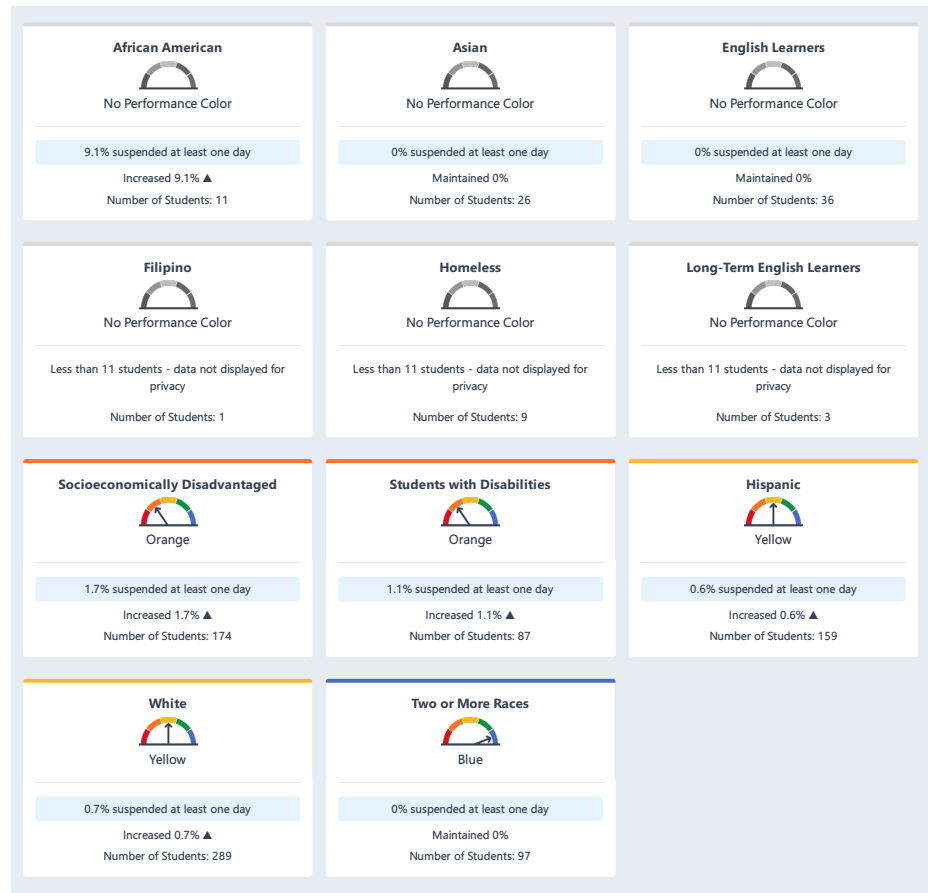 African American
No Performance Color
9.1% suspended at least one day
Increased 9.1% ▲
Number of Students: 11
Asian
No Performance Color
0% suspended at least one day
Maintained 0%
Number of Students: 26
English Learners
No Performance Color
0% suspended at least one day
Maintained 0%
Number of Students: 36
Filipino
No Performance Color
Less than 11 students - data not displayed for
privacy
Number of Students: 1
Homeless
No Performance Color
Less than 11 students - data not displayed for
privacy
Number of Students: 9
Long-Term English Learners
No Performance Color
Less than 11 students - data not displayed for
privacy
Number of Students: 3
Socioeconomically Disadvantaged
Orange
1.7% suspended at least one day
Increased 1.7% ▲
Number of Students: 174
Students with Disabilities
Orange
1.1% suspended at least one day
Increased 1.1% ▲
Number of Students: 87
Hispanic
Yellow
0.6% suspended at least one day
Increased 0.6% ▲
Number of Students: 159
White
Yellow
0.7% suspended at least one day
Increased 0.7% ▲
Number of Students: 289
Two or More Races
Blue
0% suspended at least one day
Maintained 0%
Number of Students: 97